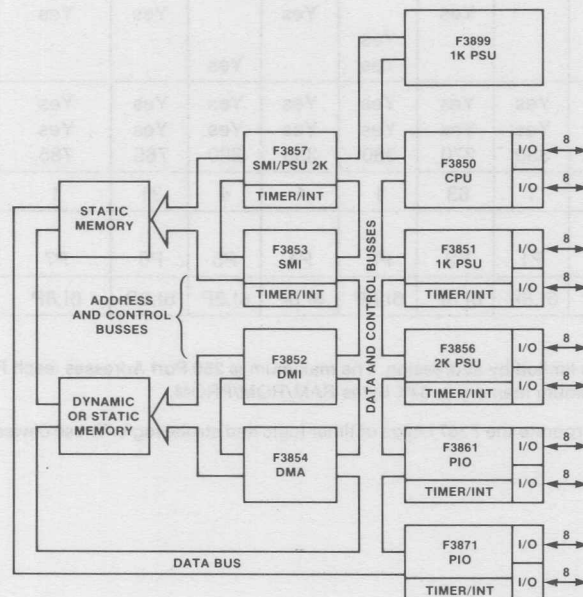 F3899
1K PSU
F3857
SMI/PSU 2K
TIMER/INT
F3850
CPU
I/O
8
I/O
8
STATIC
MEMORY
F3853
SMI
TIMER/INT
F3851
1K PSU
TIMER/INT
I/O
8
I/O
8
ADDRESS
AND CONTROL
BUSSES
DATA AND CONTROL BUSSES
F3852
DMI
F3856
2K PSU
TIMER/INT
I/O
8
I/O
8
DYNAMIC
OR STATIC
MEMORY
F3854
DMA
F3861
PIO
TIMER/INT
I/O
8
I/O
8
DATA BUS
F3871
PIO
TIMER/INT
I/O
8
I/O
8